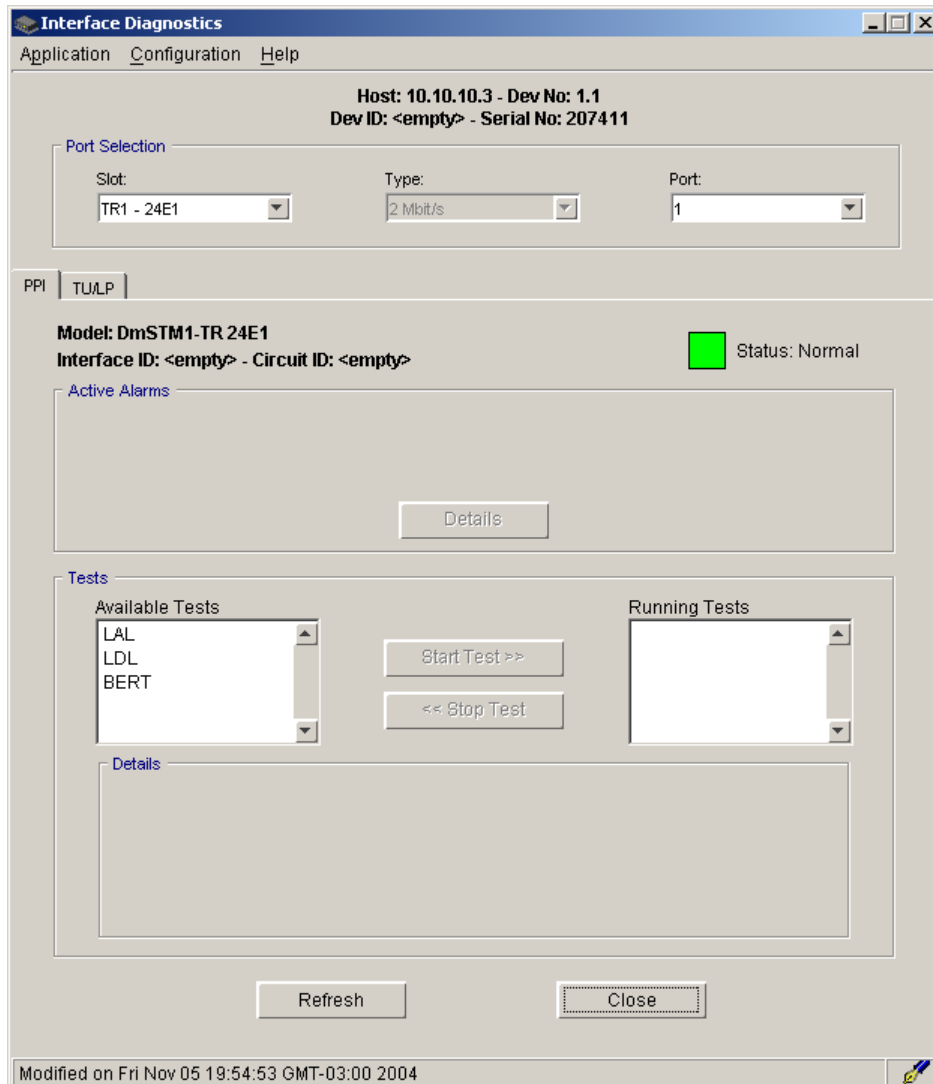 Interface Diagnostics
Application Configuration Help
Host: 10.10.10.3 - Dev No: 1.1
Dev ID: <empty> - Serial No: 207411
Port Selection
Slot: Type: Port:
TR1 - 24E1 2 Mbit/s 1
PPI TU/LP
Model: DmSTM1-TR 24E1
Interface ID: <empty> - Circuit ID: <empty>
Status: Normal
Active Alarms
Details
Tests
Available Tests Running Tests
LAL
LDL
BERT
Start Test >>
<< Stop Test
Details
Refresh Close
Modified on Fri Nov 05 19:54:53 GMT-03:00 2004